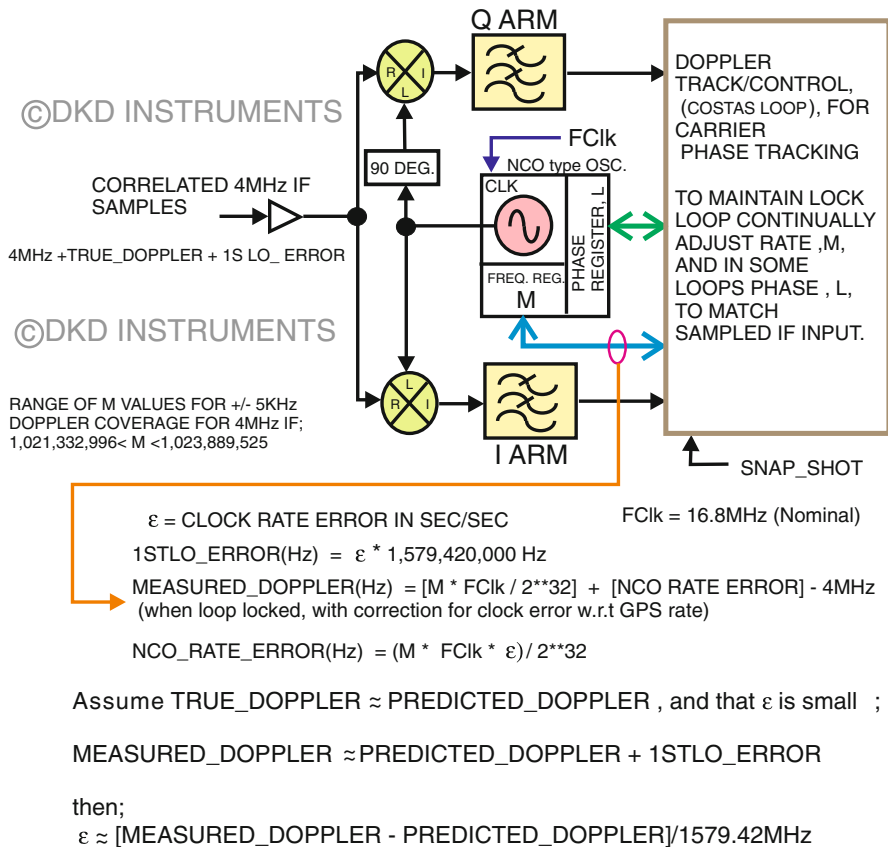 Q ARM
R
I
L
DOPPLER
TRACK/CONTROL,
(COSTAS LOOP), FOR
CARRIER
PHASE TRACKING
©DKD INSTRUMENTS
FClk
90 DEG.
NCO type OSC.
CLK
CORRELATED 4MHz IF
SAMPLES
PHASE
REGISTER, L
TO MAINTAIN LOCK
LOOP CONTINUALLY
ADJUST RATE ,M,
AND IN SOME
LOOPS PHASE , L,
TO MATCH
SAMPLED IF INPUT.
4MHz +TRUE_DOPPLER + 1S LO_ ERROR
FREQ. REG.
M
©DKD INSTRUMENTS
L
R
I
RANGE OF M VALUES FOR +/- 5KHz
DOPPLER COVERAGE FOR 4MHz IF;
1,021,332,996< M <1,023,889,525
I ARM
SNAP_SHOT
ε = CLOCK RATE ERROR IN SEC/SEC
FClk = 16.8MHz (Nominal)
1STLO_ERROR(Hz) = ε * 1,579,420,000 Hz
MEASURED_DOPPLER(Hz) = [M * FClk / 2**32] + [NCO RATE ERROR] - 4MHz
(when loop locked, with correction for clock error w.r.t GPS rate)
NCO_RATE_ERROR(Hz) = (M * FClk * ε)/ 2**32
Assume TRUE_DOPPLER ≈ PREDICTED_DOPPLER , and that ε is small ;
MEASURED_DOPPLER ≈ PREDICTED_DOPPLER + 1STLO_ERROR
then;
ε ≈ [MEASURED_DOPPLER - PREDICTED_DOPPLER]/1579.42MHz